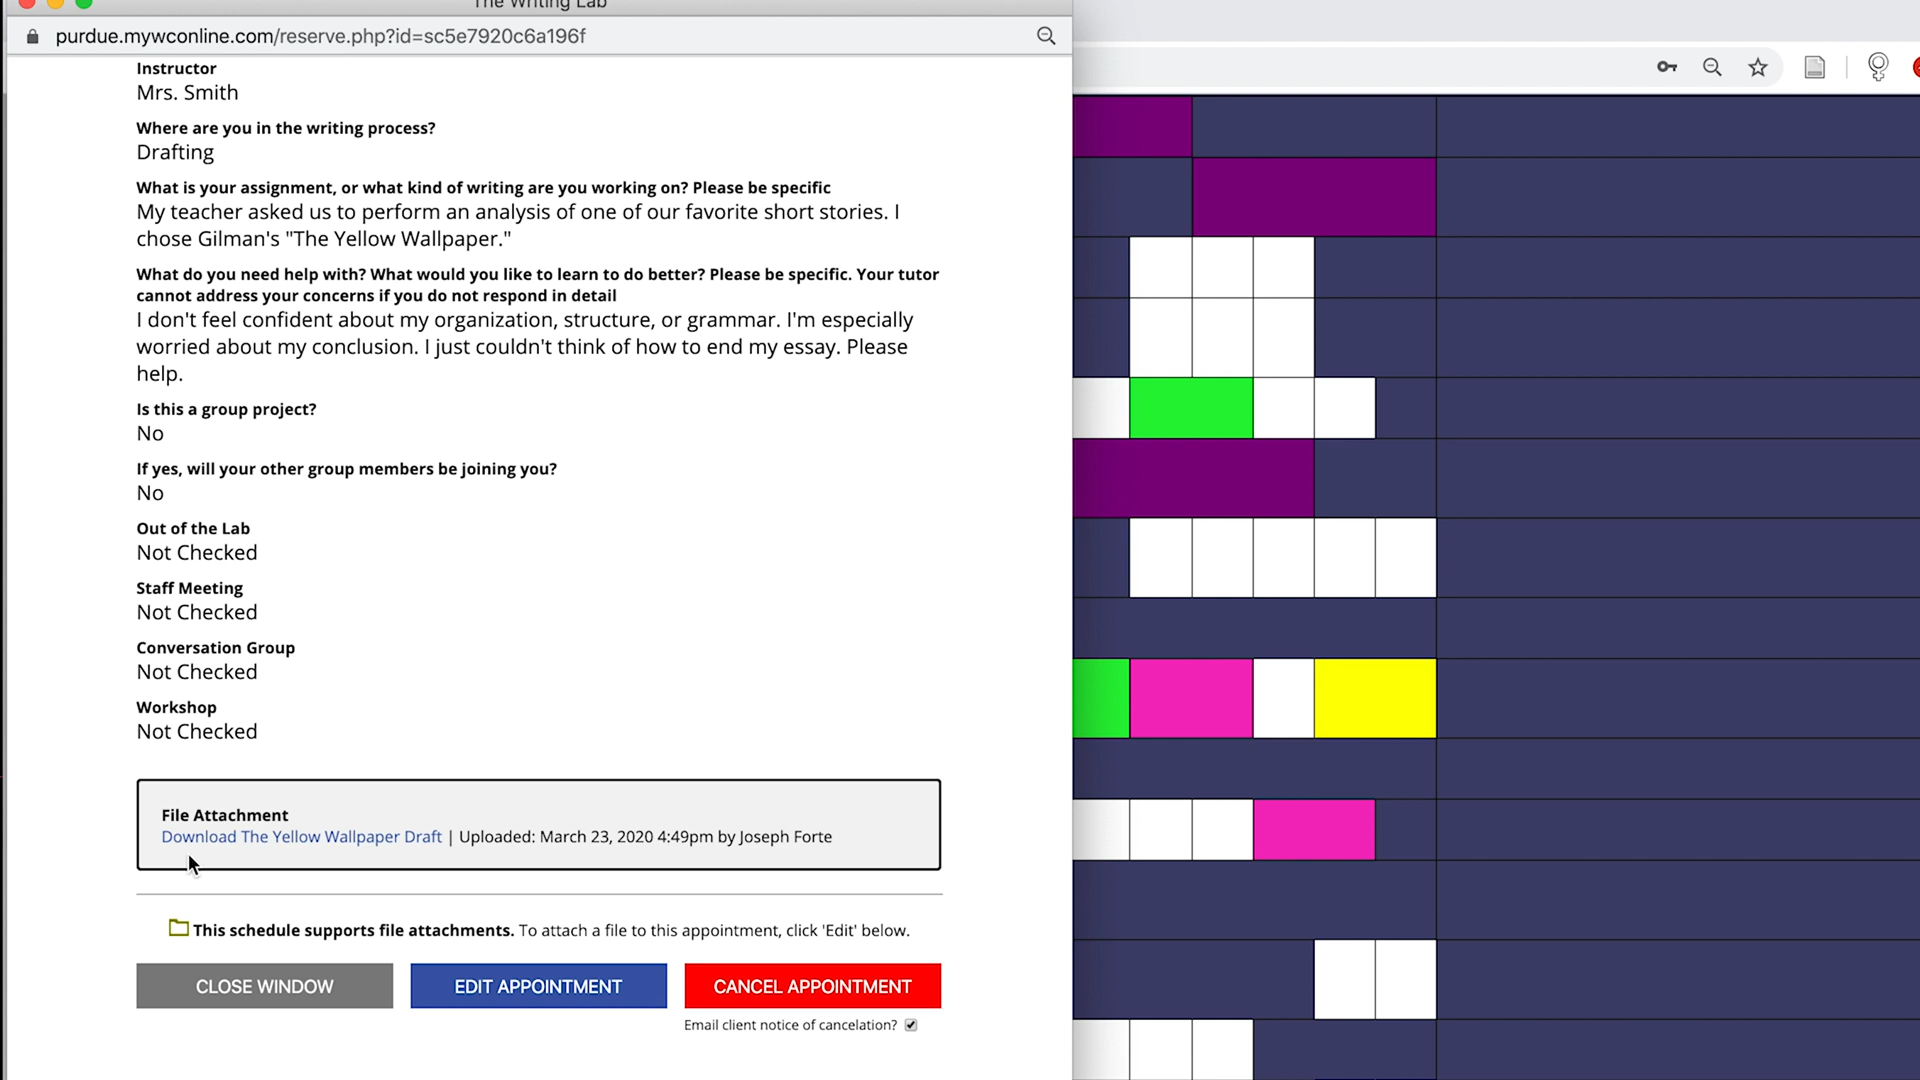 The Writing Lab
purdue.mywconline.com/reserve.php?id=sc5e7920c6a196f
Instructor
Mrs. Smith
Where are you in the writing process?
Drafting
What is your assignment, or what kind of writing are you working on? Please be specific
My teacher asked us to perform an analysis of one of our favorite short stories. I
chose Gilman's "The Yellow Wallpaper."
What do you need help with? What would you like to learn to do better? Please be specific. Your tutor
cannot address your concerns if you do not respond in detail
I don't feel confident about my organization, structure, or grammar. I'm especially
worried about my conclusion. I just couldn't think of how to end my essay. Please
help.
Is this a group project?
No
If yes, will your other group members be joining you?
No
Out of the Lab
Not Checked
Staff Meeting
Not Checked
Conversation Group
Not Checked
Workshop
Not Checked
File Attachment
Download The Yellow Wallpaper Draft | Uploaded: March 23, 2020 4:49pm by Joseph Forte
This schedule supports file attachments. To attach a file to this appointment, click 'Edit' below.
CLOSE WINDOW
EDIT APPOINTMENT
CANCEL APPOINTMENT
Email client notice of cancelation?